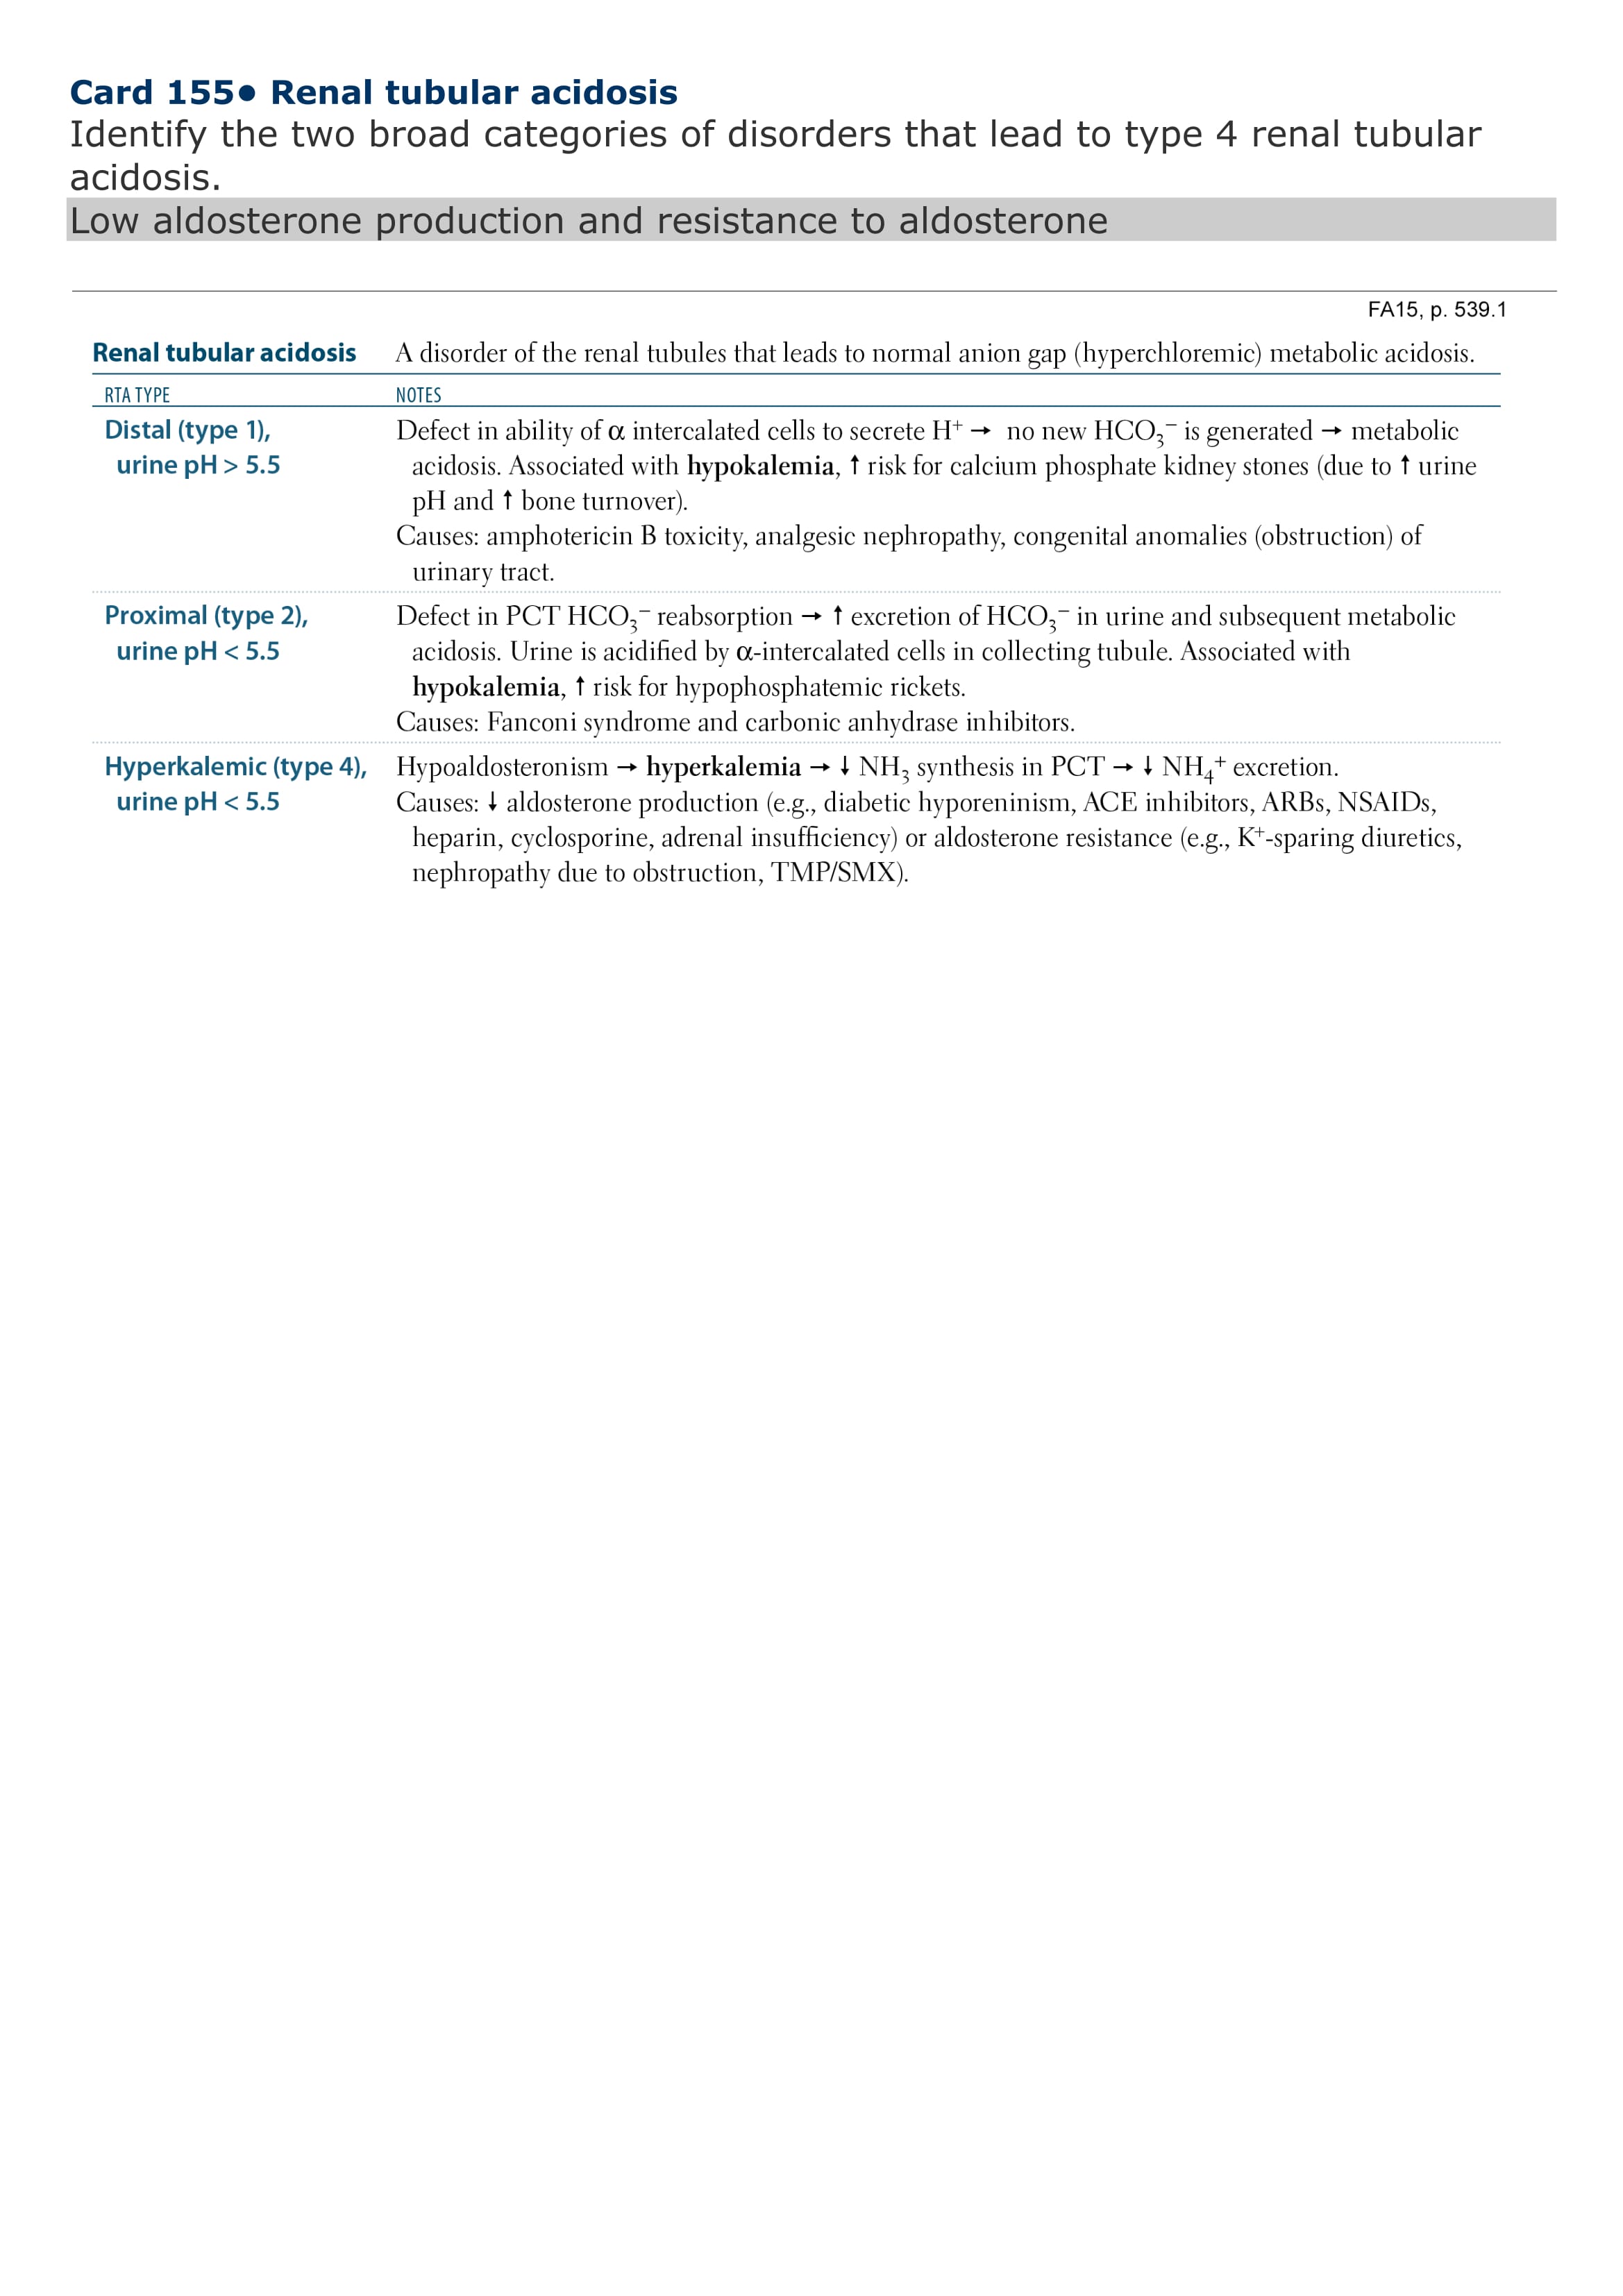 Card 155• Renal tubular acidosis
Identify the two broad categories of disorders that lead to type 4 renal tubular
acidosis.
Low aldosterone production and resistance to aldosterone
FA15, p. 539.1
Renal tubular acidosis A disorder of the renal tubules that leads to normal anion gap (hyperchloremic) metabolic acidosis.
RTA TYPE NOTES
Distal (type 1), Defect in ability of α intercalated cells to secrete H⁺ → no new HCO₃⁻ is generated → metabolic
urine pH > 5.5 acidosis. Associated with hypokalemia, ↑ risk for calcium phosphate kidney stones (due to ↑ urine
pH and ↑ bone turnover).
Causes: amphotericin B toxicity, analgesic nephropathy, congenital anomalies (obstruction) of
urinary tract.
Proximal (type 2), Defect in PCT HCO₃⁻ reabsorption → ↑ excretion of HCO₃⁻ in urine and subsequent metabolic
urine pH < 5.5 acidosis. Urine is acidified by α-intercalated cells in collecting tubule. Associated with
hypokalemia, ↑ risk for hypophosphatemic rickets.
Causes: Fanconi syndrome and carbonic anhydrase inhibitors.
Hyperkalemic (type 4), Hypoaldosteronism → hyperkalemia → ↓ NH₃ synthesis in PCT → ↓ NH₄⁺ excretion.
urine pH < 5.5 Causes: ↓ aldosterone production (e.g., diabetic hyporeninism, ACE inhibitors, ARBs, NSAIDs,
heparin, cyclosporine, adrenal insufficiency) or aldosterone resistance (e.g., K⁺-sparing diuretics,
nephropathy due to obstruction, TMP/SMX).